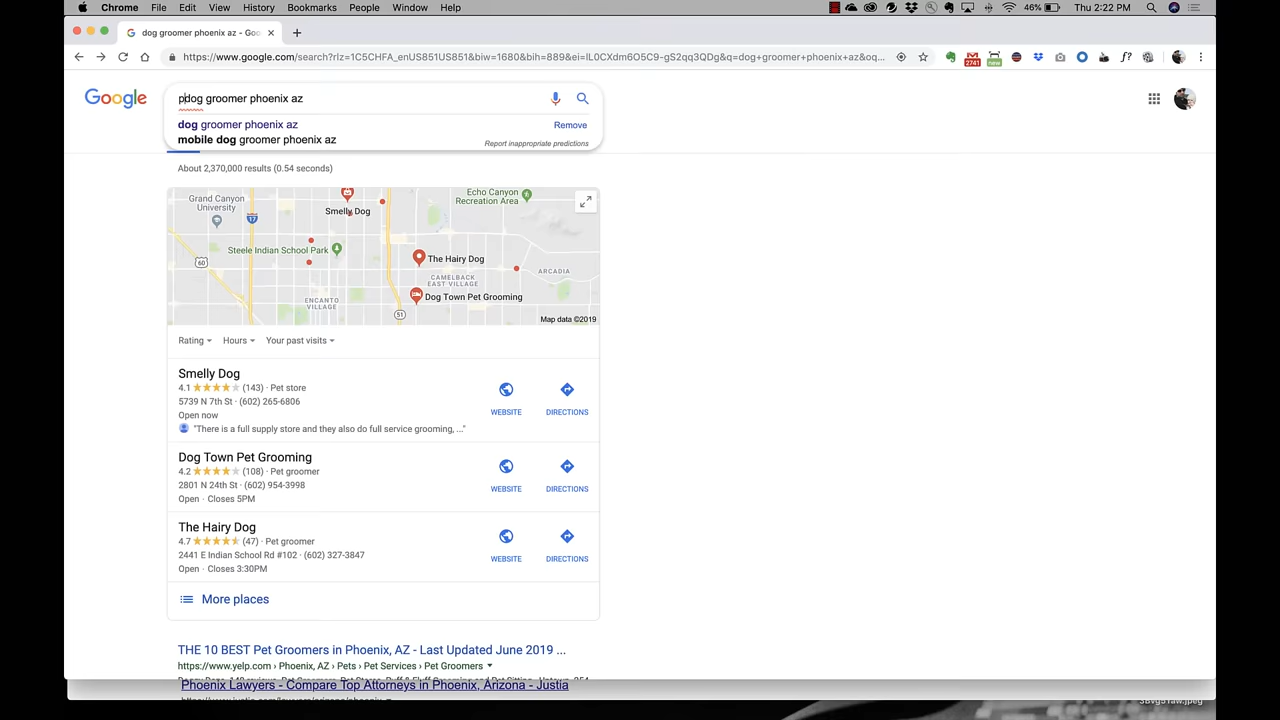 Chrome File Edit View History Bookmarks People Window Help 46% Thu 2:22 PM
dog groomer phoenix az - Goo
https://www.google.com/search?rlz=1C5CHFA_enUS851US851&biw=1680&bih=889&ei=IL0CXdm6O5C9-gS2qq3QDg&q=dog+groomer+phoenix+az&oq... 2741 new f?
Google pdog groomer phoenix az
dog groomer phoenix az Remove
mobile dog groomer phoenix az Report inappropriate predictions
About 2,370,000 results (0.54 seconds)
Grand Canyon University
17
Smelly Dog
Echo Canyon Recreation Area
Steele Indian School Park
60
The Hairy Dog
ARCADIA
CAMELBACK EAST VILLAGE
ENCANTO VILLAGE
Dog Town Pet Grooming
51
Map data ©2019
Rating Hours Your past visits
Smelly Dog
4.1 (143) · Pet store
5739 N 7th St · (602) 265-6806
Open now
"There is a full supply store and they also do full service grooming, ..."
WEBSITE DIRECTIONS
Dog Town Pet Grooming
4.2 (108) · Pet groomer
2801 N 24th St · (602) 954-3998
Open · Closes 5PM
WEBSITE DIRECTIONS
The Hairy Dog
4.7 (47) · Pet groomer
2441 E Indian School Rd #102 · (602) 327-3847
Open · Closes 3:30PM
WEBSITE DIRECTIONS
More places
THE 10 BEST Pet Groomers in Phoenix, AZ - Last Updated June 2019 ...
https://www.yelp.com › Phoenix, AZ › Pets › Pet Services › Pet Groomers
Phoenix Lawyers - Compare Top Attorneys in Phoenix, Arizona - Justia